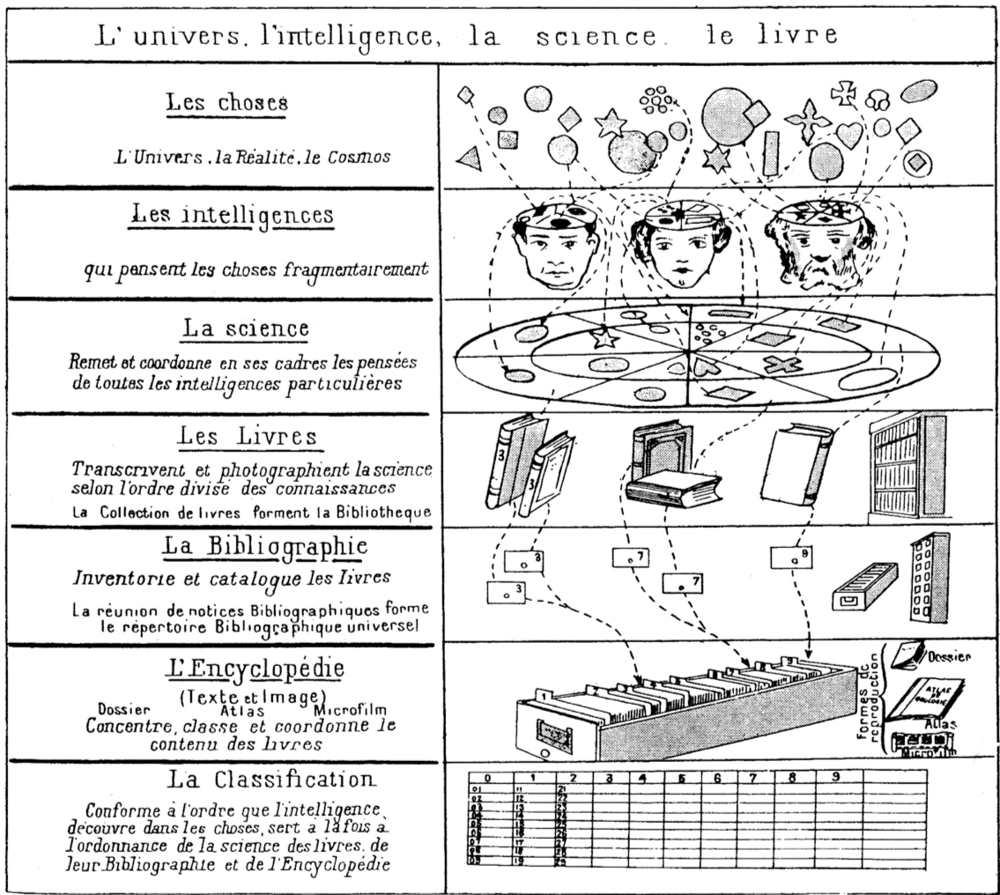 L'univers, l'intelligence, la science. le livre
Les choses
L'Univers, la Réalité, le Cosmos
Les intelligences
qui pensent les choses fragmentairement
La science
Remet et coordonne en ses cadres les pensées
de toutes les intelligences particulières
Les Livres
Transcrivent et photographient la science
selon l'ordre divisé des connaissances
La Collection de livres forment la Bibliotheque
3
3
La Bibliographie
Inventorie et catalogue les livres
La réunion de notices Bibliographiques forme
le répertoire Bibliographique universel
3
7
9
3
7
L'Encyclopédie
(Texte et Image)
Dossier Atlas Microfilm
Concentre, classe et coordonne le
contenu des livres
1
2
9
formes de
reproduction
Dossier
ATLAS
Atlas
Microfilm
La Classification
Conforme à l'ordre que l'intelligence
découvre dans les choses, sert à la fois à
l'ordonnance de la science des livres. de
leur Bibliographie et de l'Encyclopédie
0 1 2 3 4 5 6 7 8 9
01 11 21
02 12 22
03 13 23
04 14 24
05 15 25
06 16 26
07 17 27
08 18 28
09 19 29